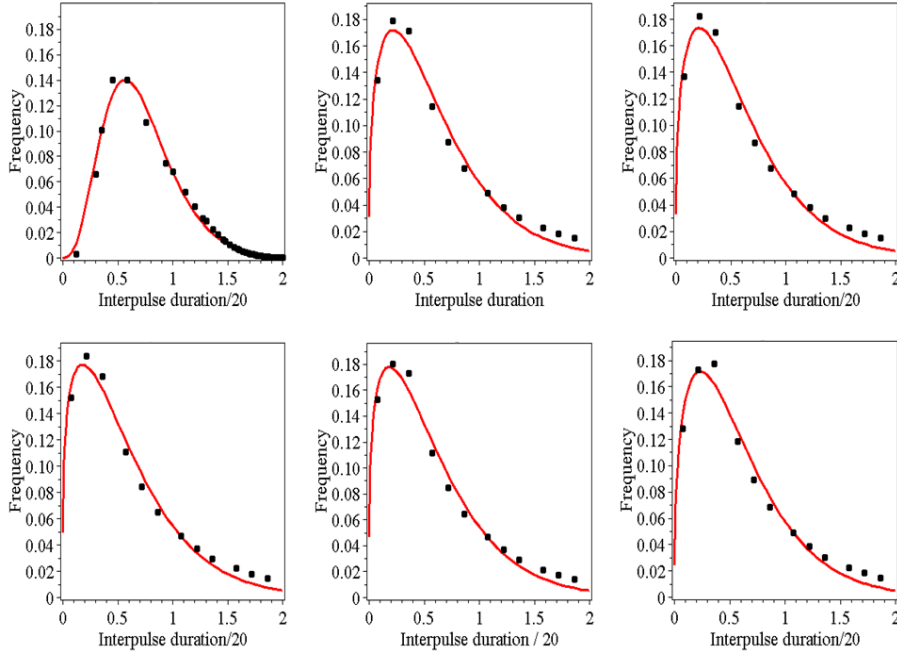 0.18 0.18 0.18
0.16 0.16 0.16
0.14 0.14 0.14
0.12 0.12 0.12
Frequency Frequency Frequency
0.10 0.10 0.10
0.08 0.08 0.08
0.06 0.06 0.06
0.04 0.04 0.04
0.02 0.02 0.02
0 0 0
0 0.5 1 1.5 2 0 0.5 1 1.5 2 0 0.5 1 1.5 2
Interpulse duration/20 Interpulse duration Interpulse duration/20
0.18 0.18 0.18
0.16 0.16 0.16
0.14 0.14 0.14
0.12 0.12 0.12
Frequency Frequency Frequency
0.10 0.10 0.10
0.08 0.08 0.08
0.06 0.06 0.06
0.04 0.04 0.04
0.02 0.02 0.02
0 0 0
0 0.5 1 1.5 2 0 0.5 1 1.5 2 0 0.5 1 1.5 2
Interpulse duration/20 Interpulse duration / 20 Interpulse duration/20